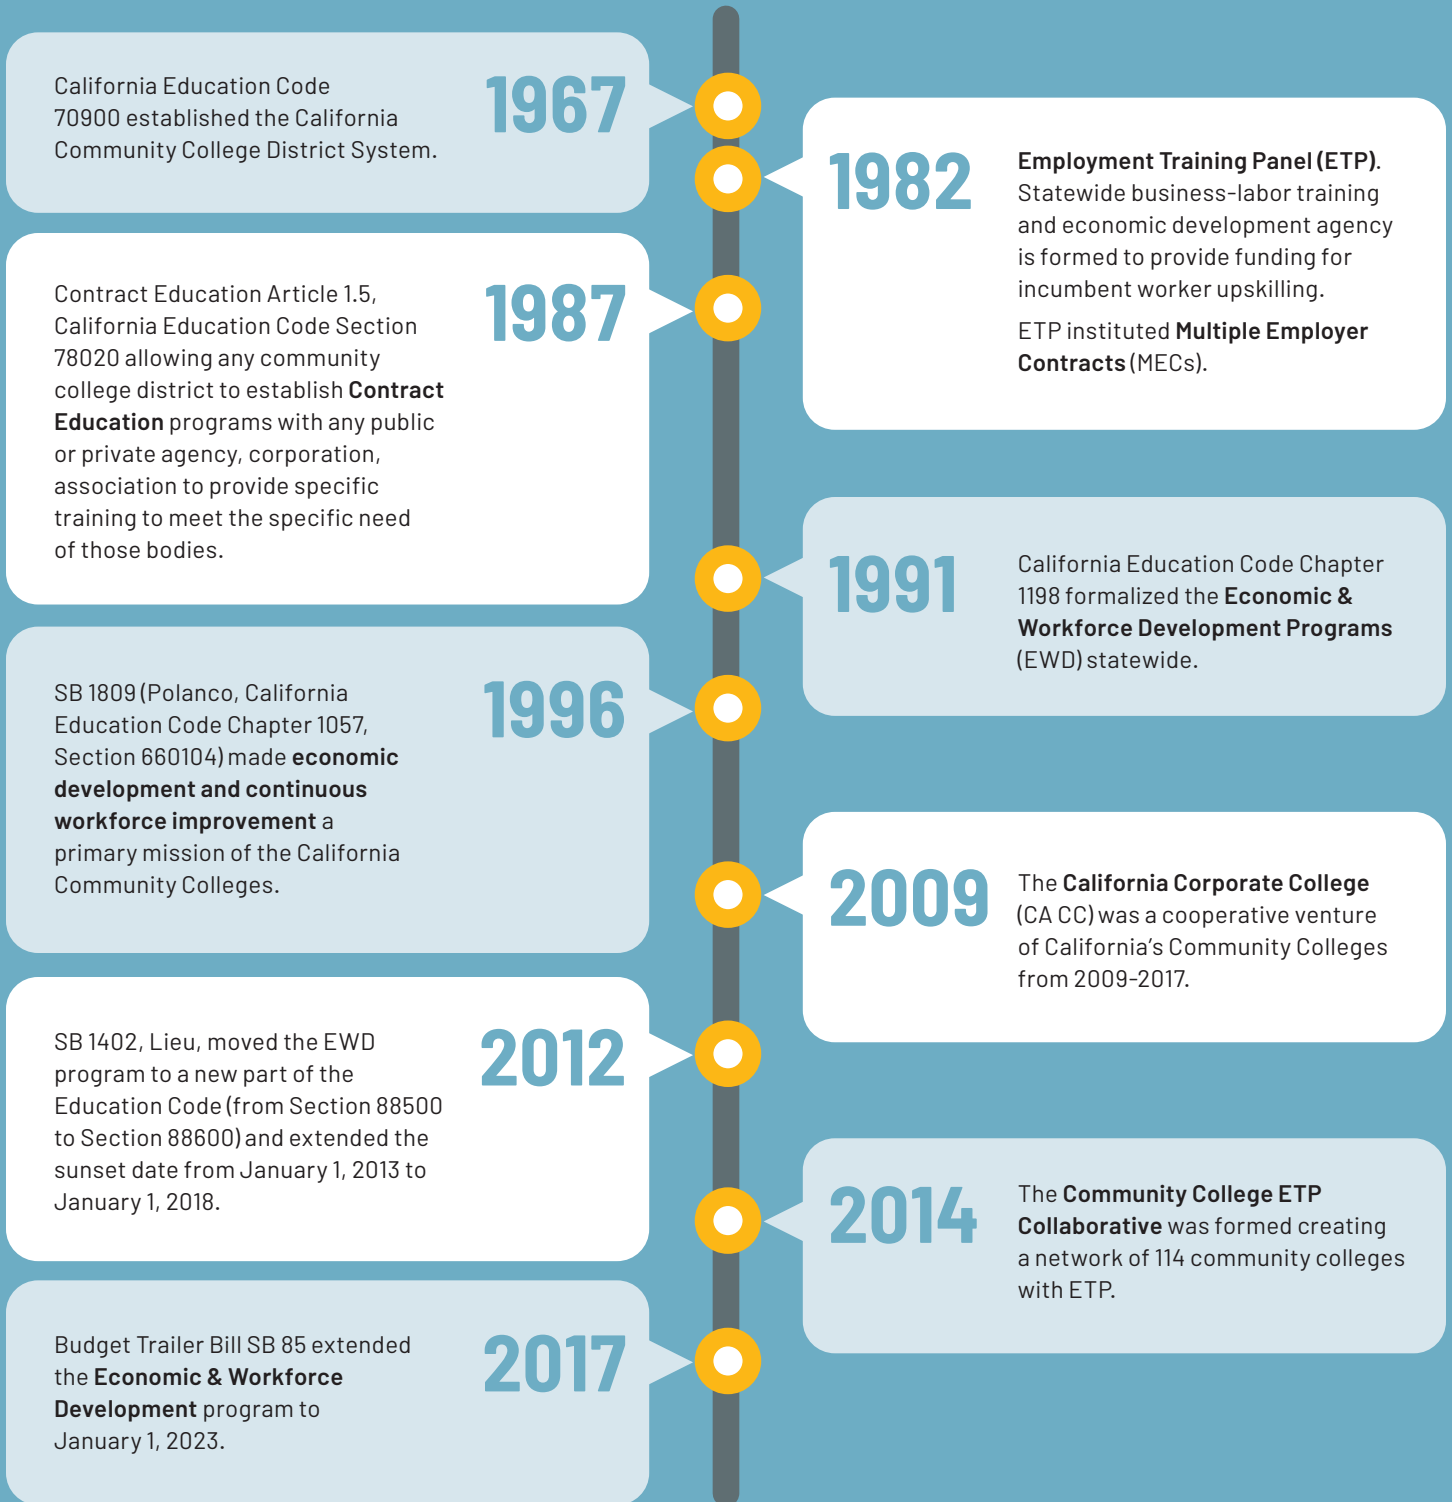 California Education Code
70900 established the California
Community College District System.
1967
1982
Employment Training Panel (ETP).
Statewide business-labor training
and economic development agency
is formed to provide funding for
incumbent worker upskilling.
ETP instituted Multiple Employer
Contracts (MECs).
Contract Education Article 1.5,
California Education Code Section
78020 allowing any community
college district to establish Contract
Education programs with any public
or private agency, corporation,
association to provide specific
training to meet the specific need
of those bodies.
1987
1991
California Education Code Chapter
1198 formalized the Economic &
Workforce Development Programs
(EWD) statewide.
SB 1809 (Polanco, California
Education Code Chapter 1057,
Section 660104) made economic
development and continuous
workforce improvement a
primary mission of the California
Community Colleges.
1996
2009
The California Corporate College
(CA CC) was a cooperative venture
of California's Community Colleges
from 2009-2017.
SB 1402, Lieu, moved the EWD
program to a new part of the
Education Code (from Section 88500
to Section 88600) and extended the
sunset date from January 1, 2013 to
January 1, 2018.
2012
2014
The Community College ETP
Collaborative was formed creating
a network of 114 community colleges
with ETP.
Budget Trailer Bill SB 85 extended
the Economic & Workforce
Development program to
January 1, 2023.
2017